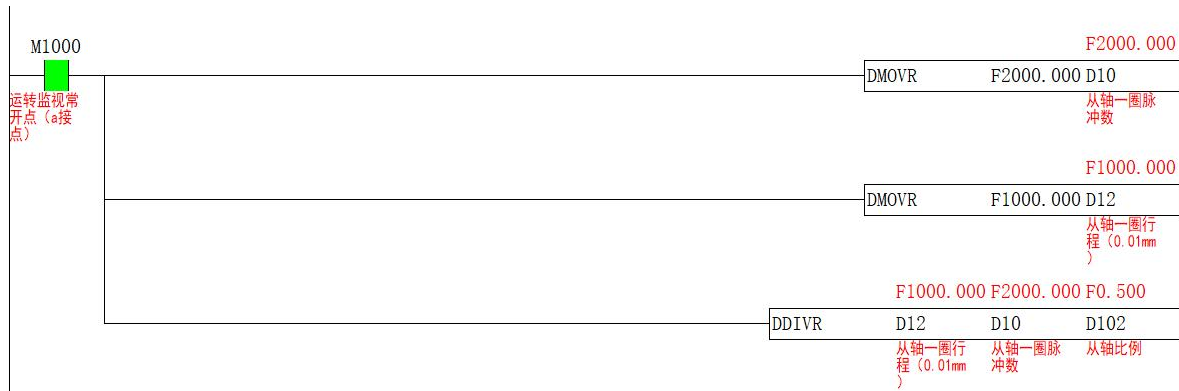 M1000
运转监视常
开点（a接
点）
F2000.000
DMOVR F2000.000 D10
从轴一圈脉
冲数
F1000.000
DMOVR F1000.000 D12
从轴一圈行
程（0.01mm
）
F1000.000 F2000.000 F0.500
DDIVR D12 D10 D102
从轴一圈行 从轴一圈脉 从轴比例
程（0.01mm 冲数
）